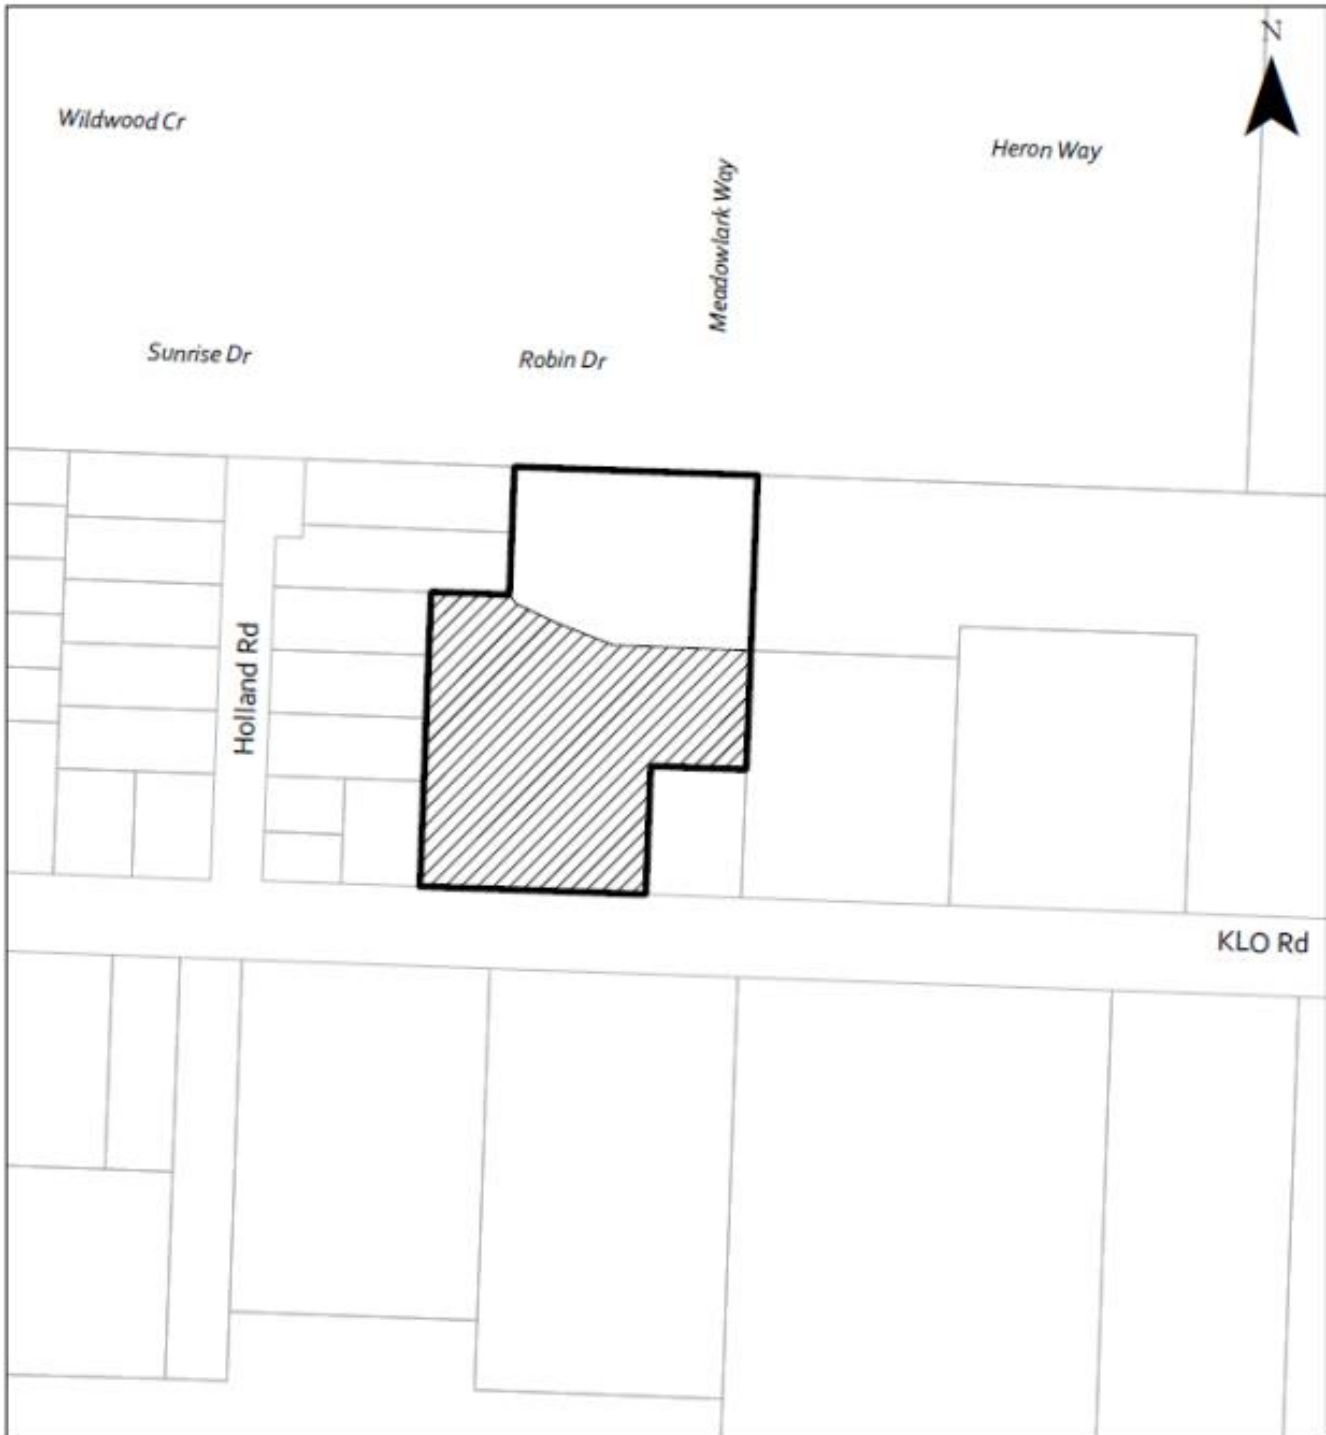 N
Wildwood Cr
Heron Way
Meadowlark Way
Sunrise Dr
Robin Dr
Holland Rd
KLO Rd